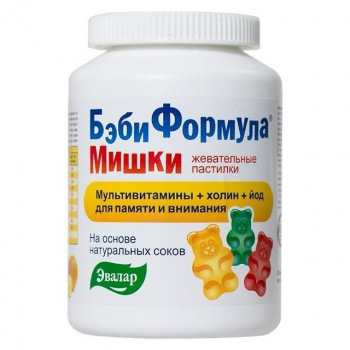 БэбиФормула®
Мишки
жевательные
пастилки
Мультивитамины + холин + йод
для памяти и внимания
На основе
натуральных соков
Эвалар